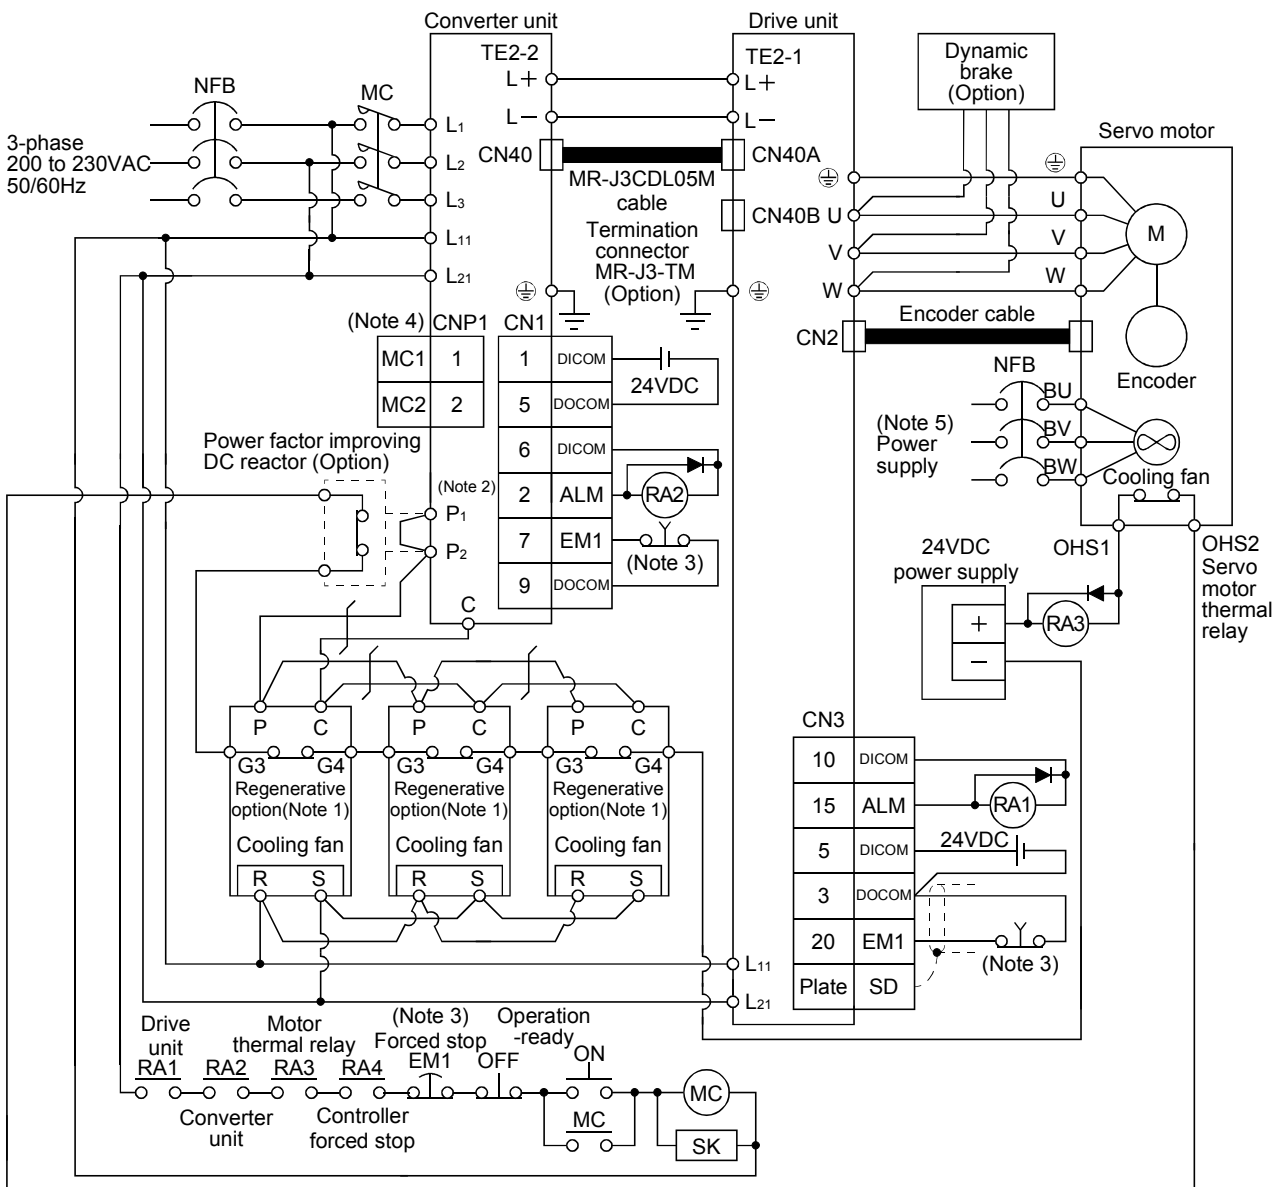 Converter unit
Drive unit
TE2-2
TE2-1
L+
L+
L−
L−
Dynamic
brake
(Option)
NFB
MC
3-phase
200 to 230VAC
50/60Hz
L1
L2
L3
L11
L21
CN40
CN40A
MR-J3CDL05M
cable
CN40B
Termination
connector
MR-J3-TM
(Option)
U
V
W
Servo motor
U
V
W
M
Encoder
CN2
Encoder cable
(Note 4)
CNP1
MC1
1
MC2
2
CN1
1
DICOM
5
DOCOM
6
DICOM
2
ALM
7
EM1
9
DOCOM
24VDC
RA2
(Note 3)
NFB
BU
BV
BW
(Note 5)
Power
supply
Cooling fan
OHS1
OHS2
Servo
motor
thermal
relay
Power factor improving
DC reactor (Option)
(Note 2)
P1
P2
C
24VDC
power supply
+
−
RA3
P
C
P
C
P
C
G3
G4
G3
G4
G3
G4
Regenerative
option(Note 1)
Regenerative
option(Note 1)
Regenerative
option(Note 1)
Cooling fan
Cooling fan
Cooling fan
R
S
R
S
R
S
CN3
10
DICOM
15
ALM
5
DICOM
3
DOCOM
20
EM1
Plate
SD
RA1
24VDC
(Note 3)
L11
L21
Drive
unit
RA1
RA2
Converter
unit
Motor
thermal relay
RA3
RA4
Controller
forced stop
(Note 3)
Forced stop
EM1
OFF
Operation
-ready
ON
MC
MC
SK